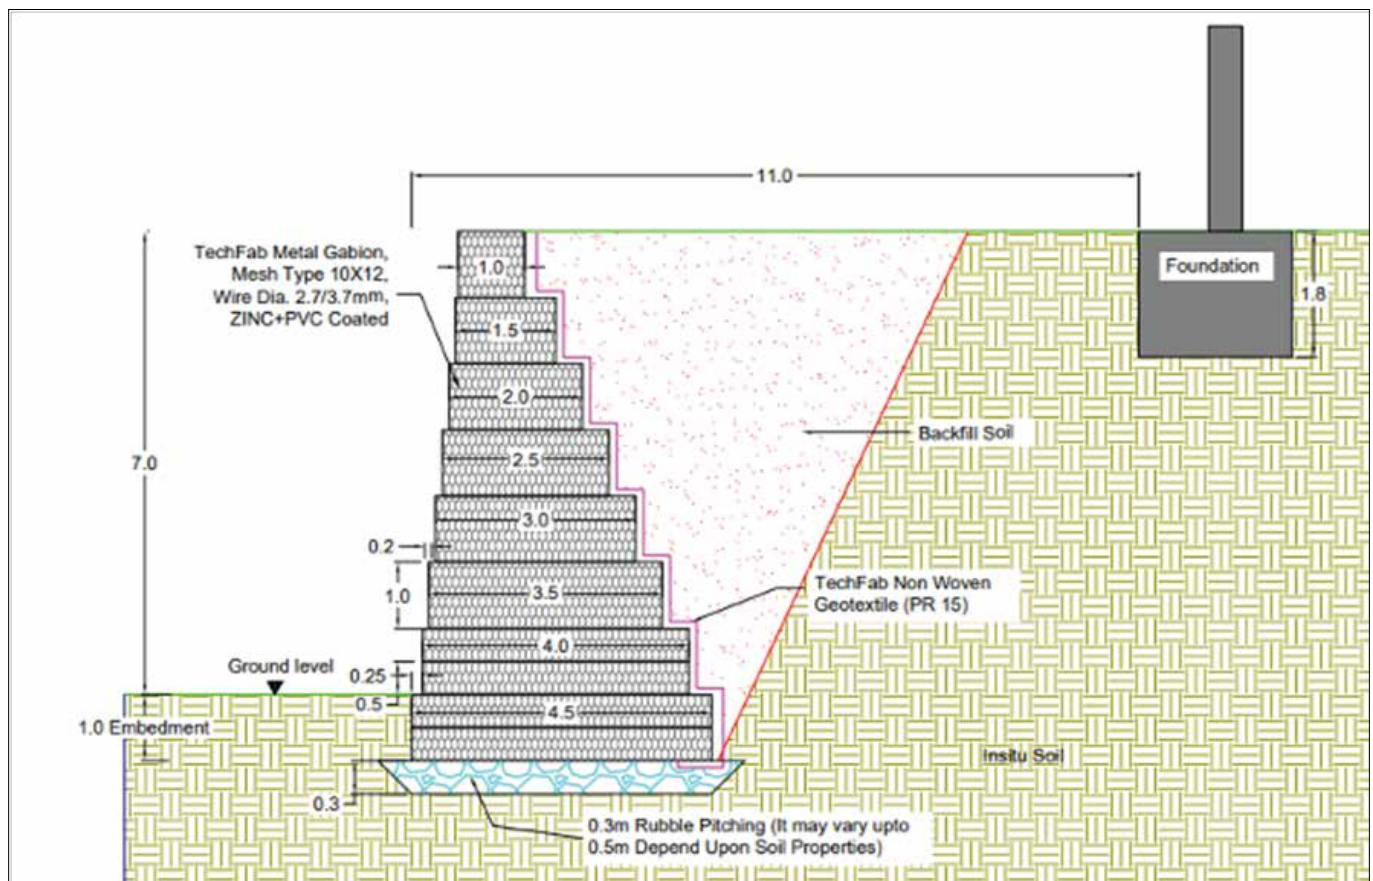 11.0
TechFab Metal Gabion,
Mesh Type 10X12,
Wire Dia. 2.7/3.7mm,
ZINC+PVC Coated
1.0
Foundation
1.8
1.5
2.0
Backfill Soil
7.0
2.5
3.0
0.2
TechFab Non Woven
Geotextile (PR 15)
1.0
3.5
4.0
Ground level
0.25
0.5
4.5
1.0 Embedment
Insitu Soil
0.3
0.3m Rubble Pitching (It may vary upto
0.5m Depend Upon Soil Properties)